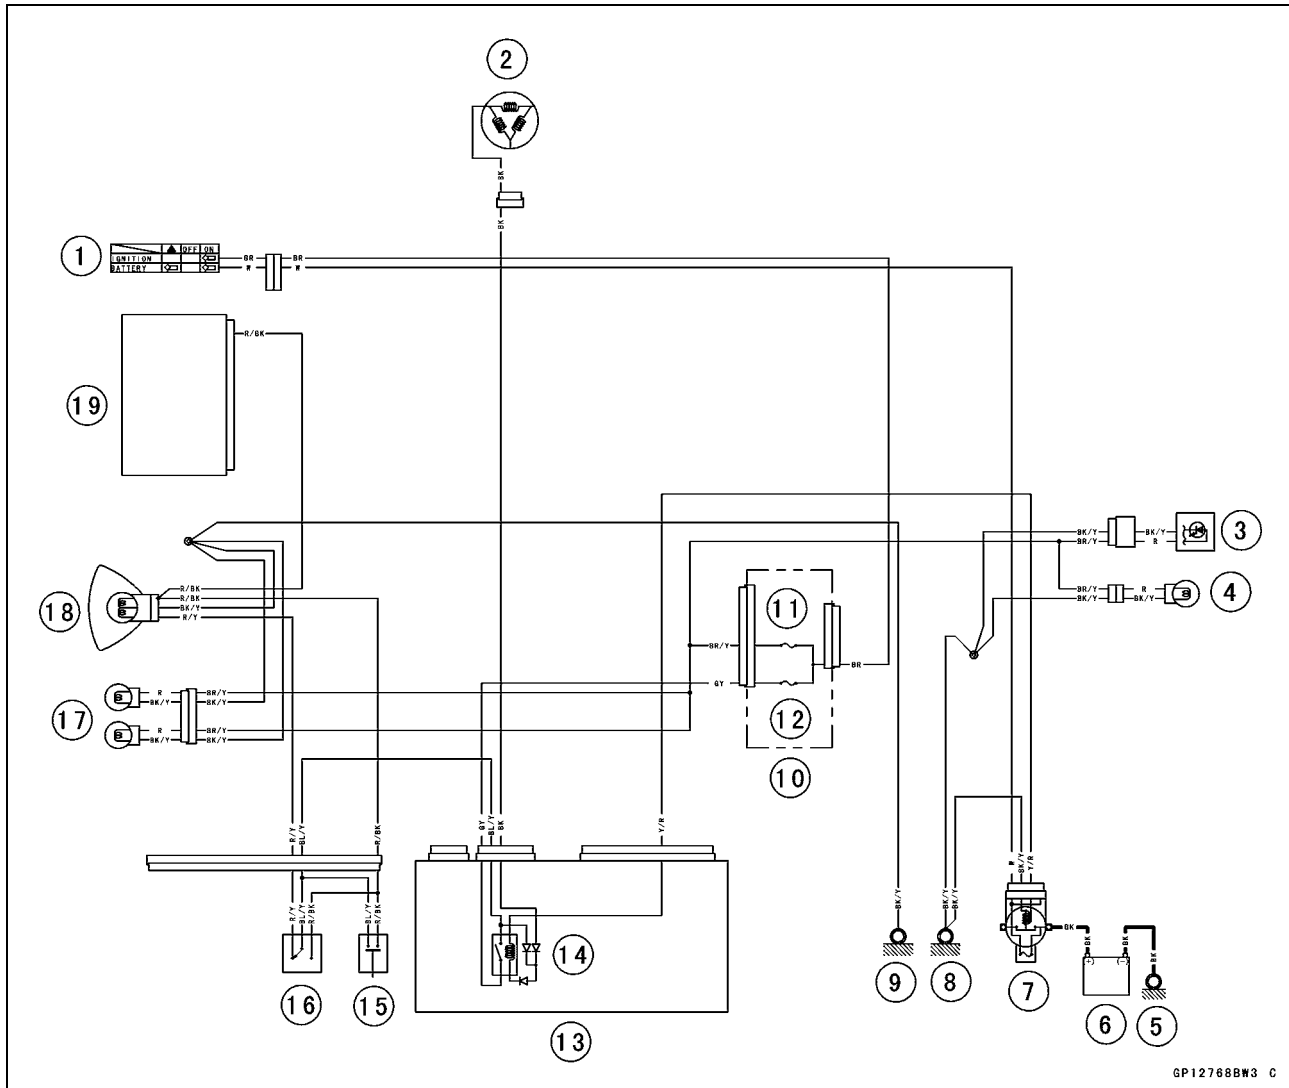 2
BK
BK
1
OFF ON
IGNITION
BATTERY
BR
W
BR
W
R/BK
19
BK/Y
BR/Y
BK/Y
R
3
R/BK
R/BK
BK/Y
R/Y
18
BR/Y
BK/Y
R
BK/Y
4
11
BR/Y
BR
GY
12
10
R
BK/Y
BR/Y
BK/Y
R
BK/Y
BR/Y
BK/Y
17
R/Y
BL/Y
R/BK
GY
BL/Y
BK
Y/R
W
BK/Y
Y/R
R/Y
BL/Y
R/BK
BL/Y
R/BK
BK/Y
BK/Y
BK/Y
BK
BK
BK
(+)
(-)
14
16
15
13
9
8
7
6
5
GP12768BW3 C